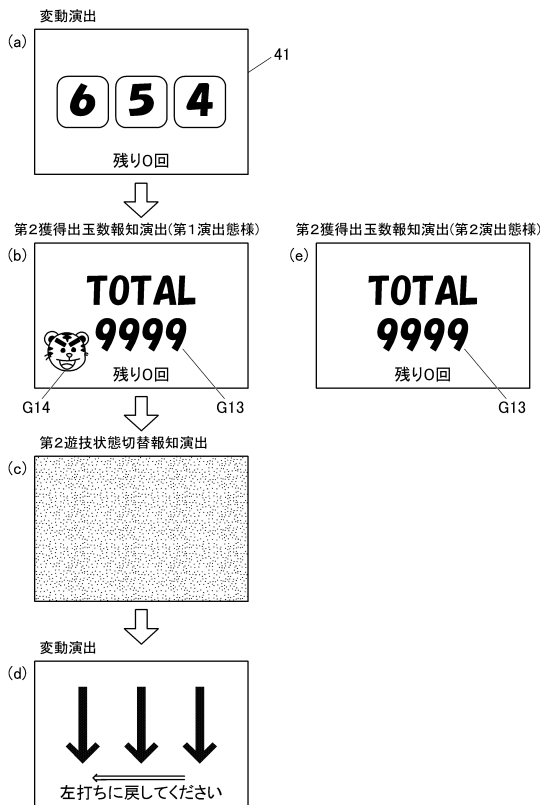 変動演出
(a)
41
6 5 4
残り0回
第2獲得出玉数報知演出(第1演出態様)
(b)
TOTAL
9999
残り0回
G14
G13
第2獲得出玉数報知演出(第2演出態様)
(e)
TOTAL
9999
残り0回
G13
第2遊技状態切替報知演出
(c)
変動演出
(d)
左打ちに戻してください